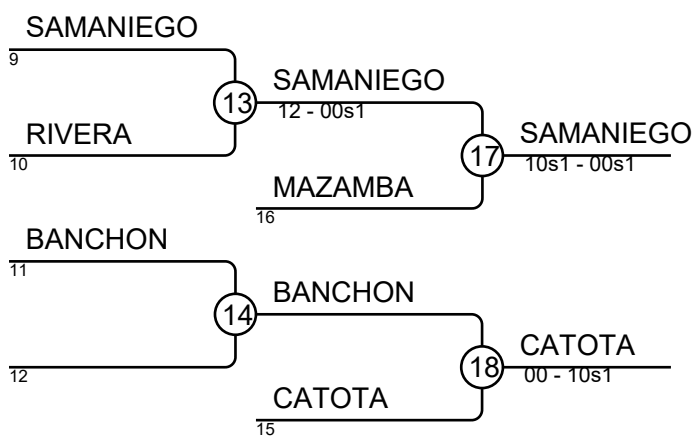 SAMANIEGO
9
13
SAMANIEGO
12 - 00s1
RIVERA
10
17
SAMANIEGO
10s1 - 00s1
MAZAMBA
16
BANCHON
11
14
BANCHON
12
18
CATOTA
00 - 10s1
CATOTA
15